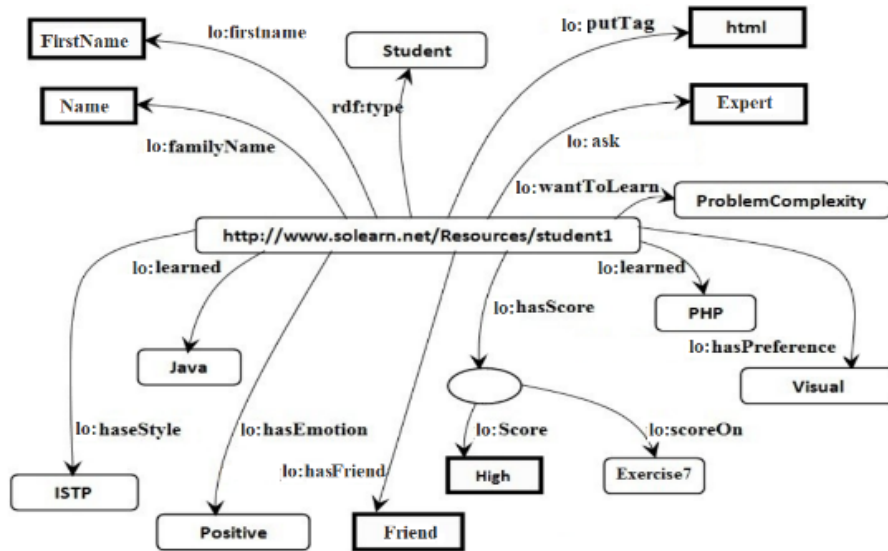 FirstName
lo:firstname
Student
lo: putTag
html
Name
rdf:type
Expert
lo:familyName
lo: ask
lo:wantToLearn
ProblemComplexity
http://www.solearn.net/Resources/student1
lo:learned
lo:learned
lo:hasScore
PHP
Java
lo:hasPreference
Visual
lo:haseStyle
lo:hasEmotion
lo:Score
lo:scoreOn
lo:hasFriend
High
Exercise7
ISTP
Positive
Friend